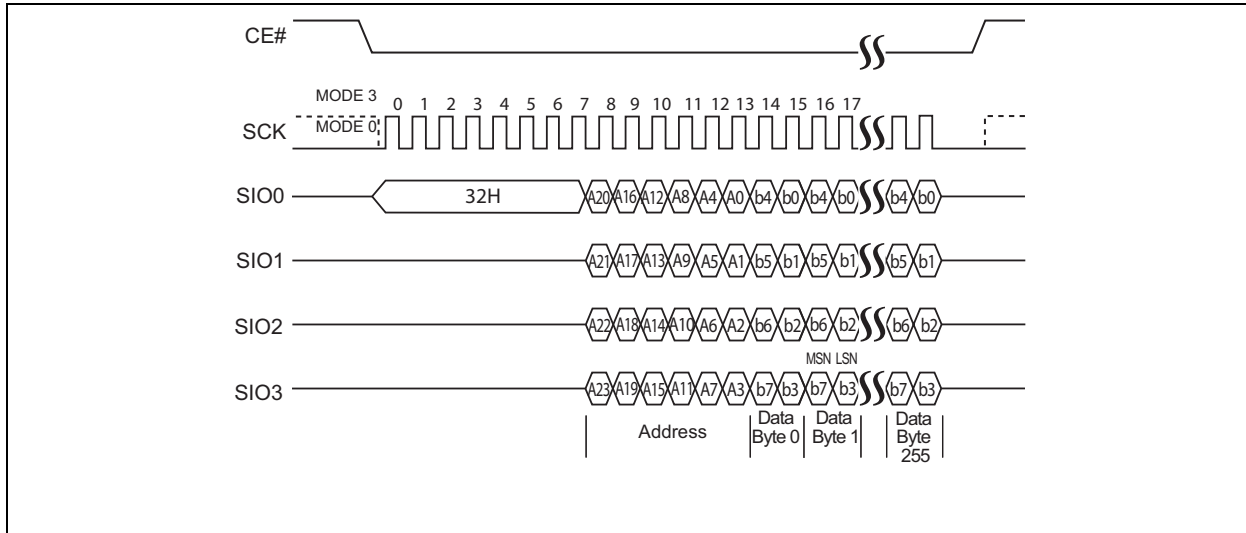 CE#
MODE 3
0 1 2 3 4 5 6 7 8 9 10 11 12 13 14 15 16 17
SCK
MODE 0
SIO0 32H A20 A16 A12 A8 A4 A0 b4 b0 b4 b0 b4 b0
SIO1 A21 A17 A13 A9 A5 A1 b5 b1 b5 b1 b5 b1
SIO2 A22 A18 A14 A10 A6 A2 b6 b2 b6 b2 b6 b2
MSN LSN
SIO3 A23 A19 A15 A11 A7 A3 b7 b3 b7 b3 b7 b3
Address
Data
Byte 0
Data
Byte 1
Data
Byte
255